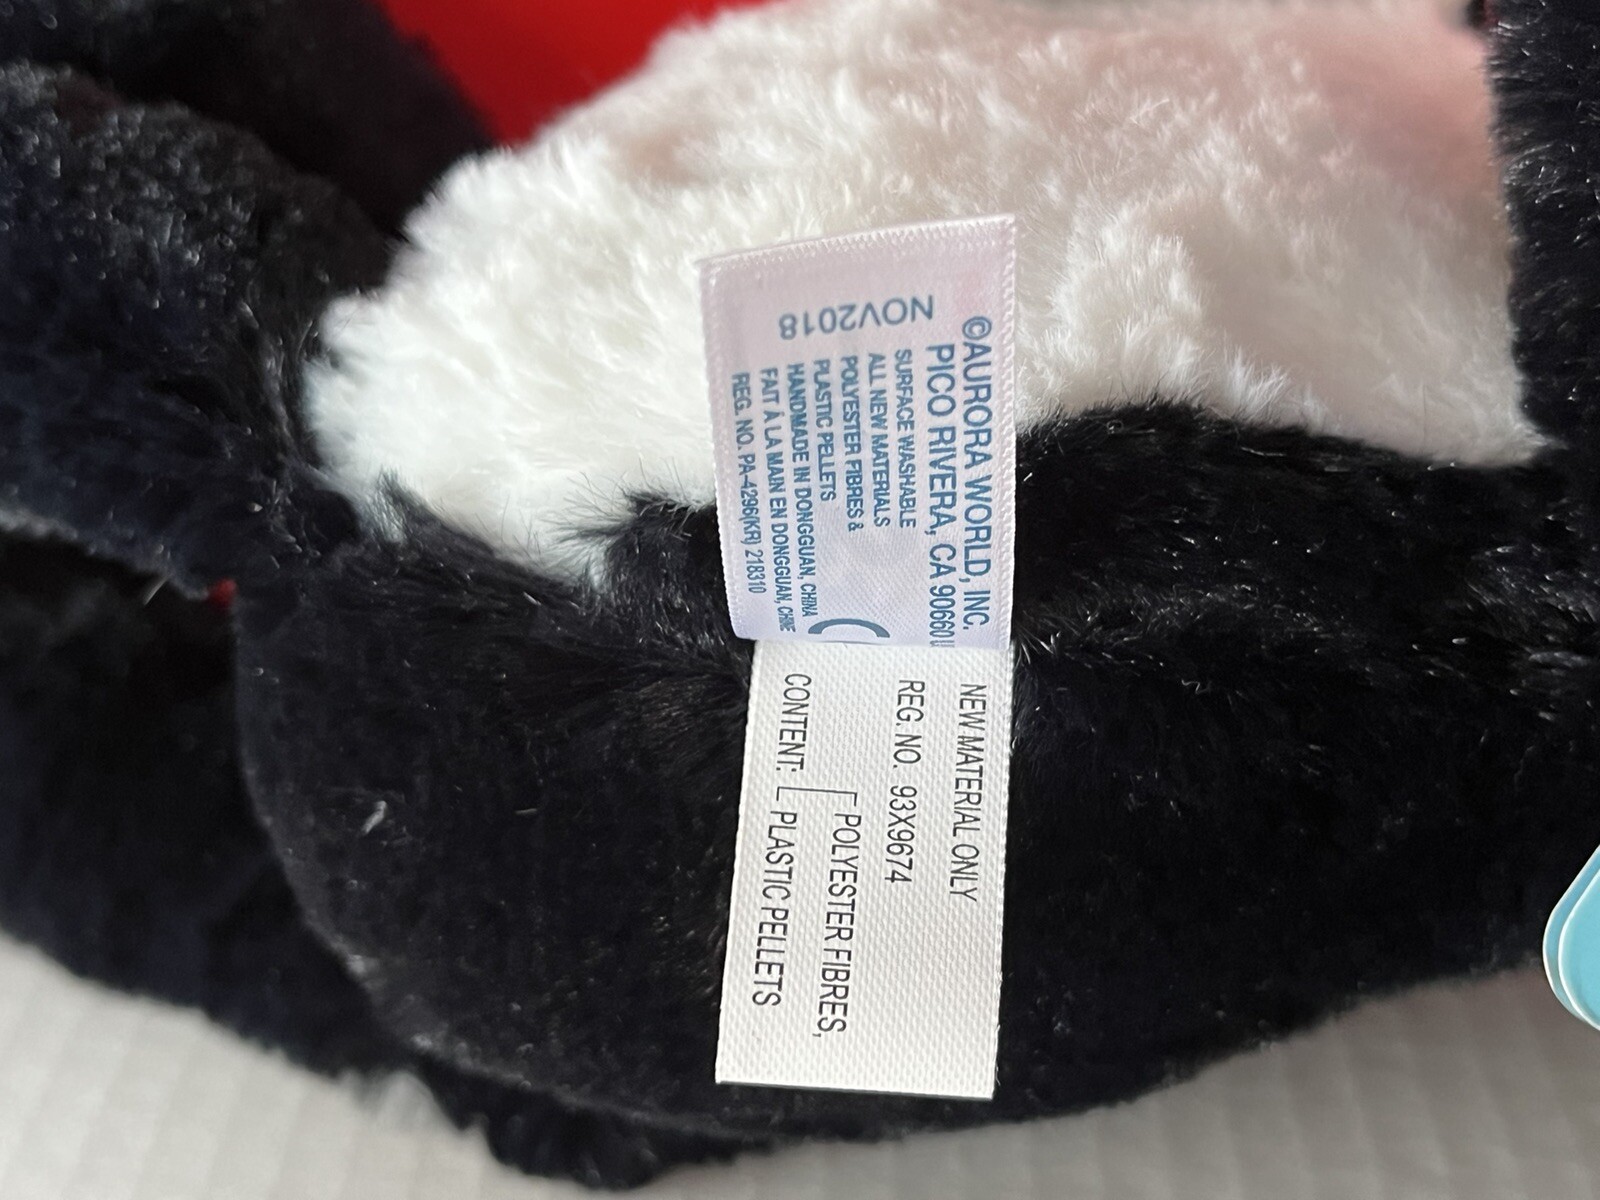 ©AURORA WORLD, INC.
PICO RIVERA, CA 90660
SURFACE WASHABLE
ALL NEW MATERIALS
POLYESTER FIBRES &
PLASTIC PELLETS
HANDMADE IN DONGGUAN, CHINA
FAIT À LA MAIN EN DONGGUAN, CHINE
REG. NO. PA-4296(KR) 218310
NOV2018
NEW MATERIAL ONLY
REG. NO. 93X9674
CONTENT: POLYESTER FIBRES,
PLASTIC PELLETS